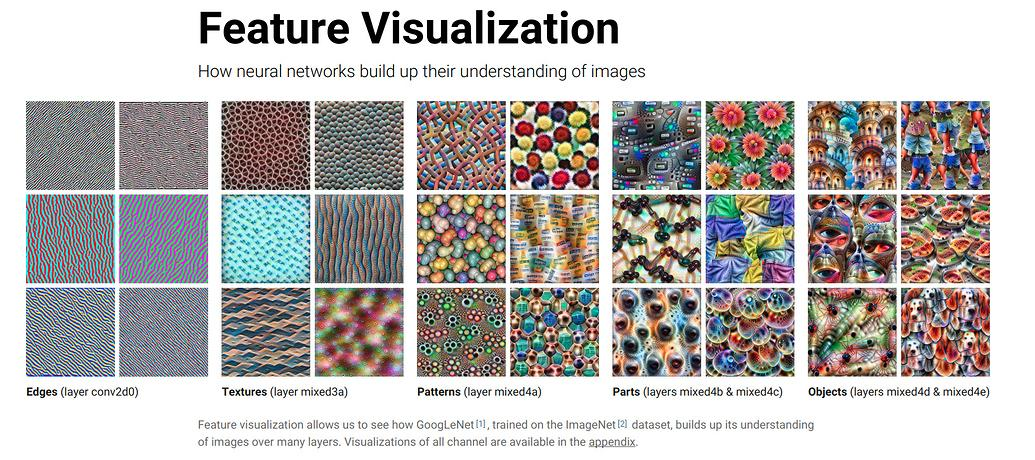 Feature Visualization
How neural networks build up their understanding of images
Edges (layer conv2d0)
Textures (layer mixed3a)
Patterns (layer mixed4a)
Parts (layers mixed4b & mixed4c)
Objects (layers mixed4d & mixed4e)
Feature visualization allows us to see how GoogLeNet [1], trained on the ImageNet [2] dataset, builds up its understanding
of images over many layers. Visualizations of all channel are available in the appendix.